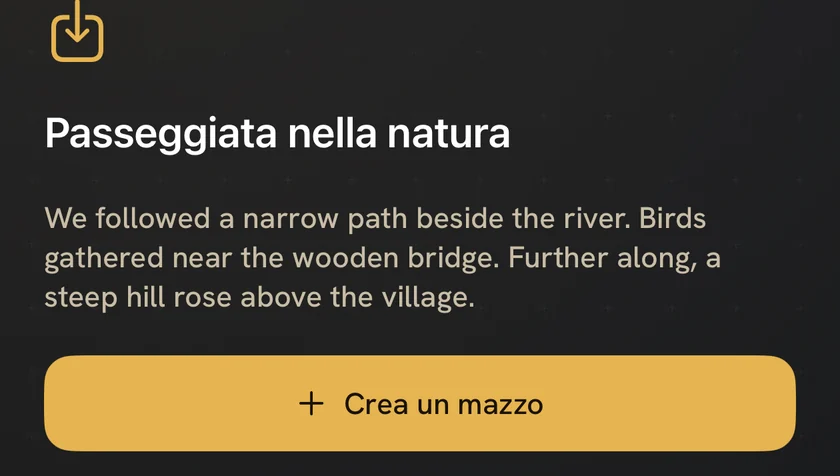 Passeggiata nella natura
We followed a narrow path beside the river. Birds
gathered near the wooden bridge. Further along, a
steep hill rose above the village.
+ Crea un mazzo